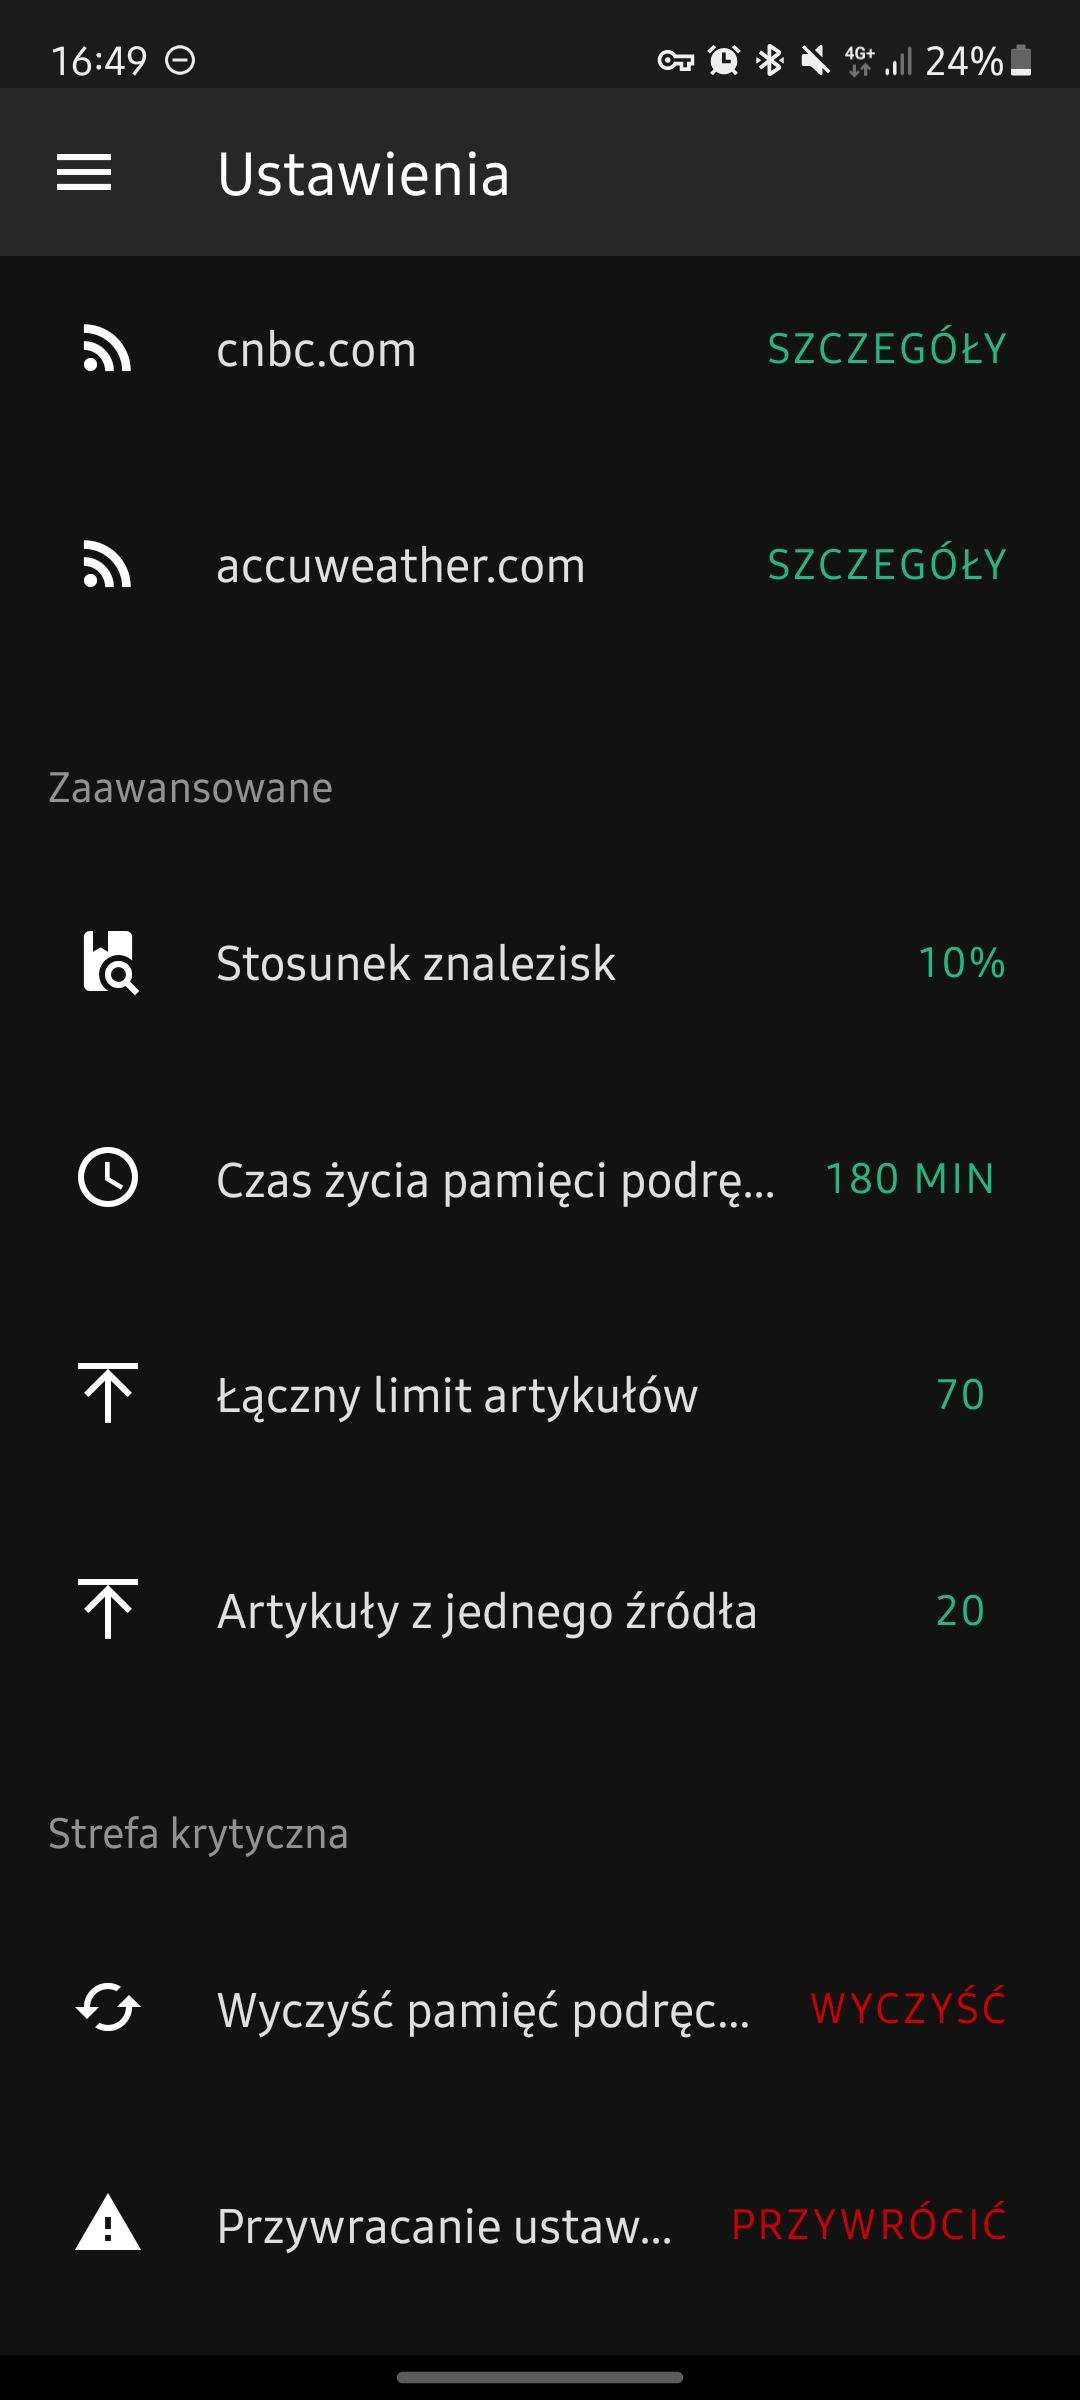 16:49 4G+ 24%
Ustawienia
cnbc.com SZCZEGÓŁY
accuweather.com SZCZEGÓŁY
Zaawansowane
Stosunek znalezisk 10%
Czas życia pamięci podrę... 180 MIN
Łączny limit artykułów 70
Artykuły z jednego źródła 20
Strefa krytyczna
Wyczyść pamięć podręc... WYCZYŚĆ
Przywracanie ustaw... PRZYWRÓCIĆ